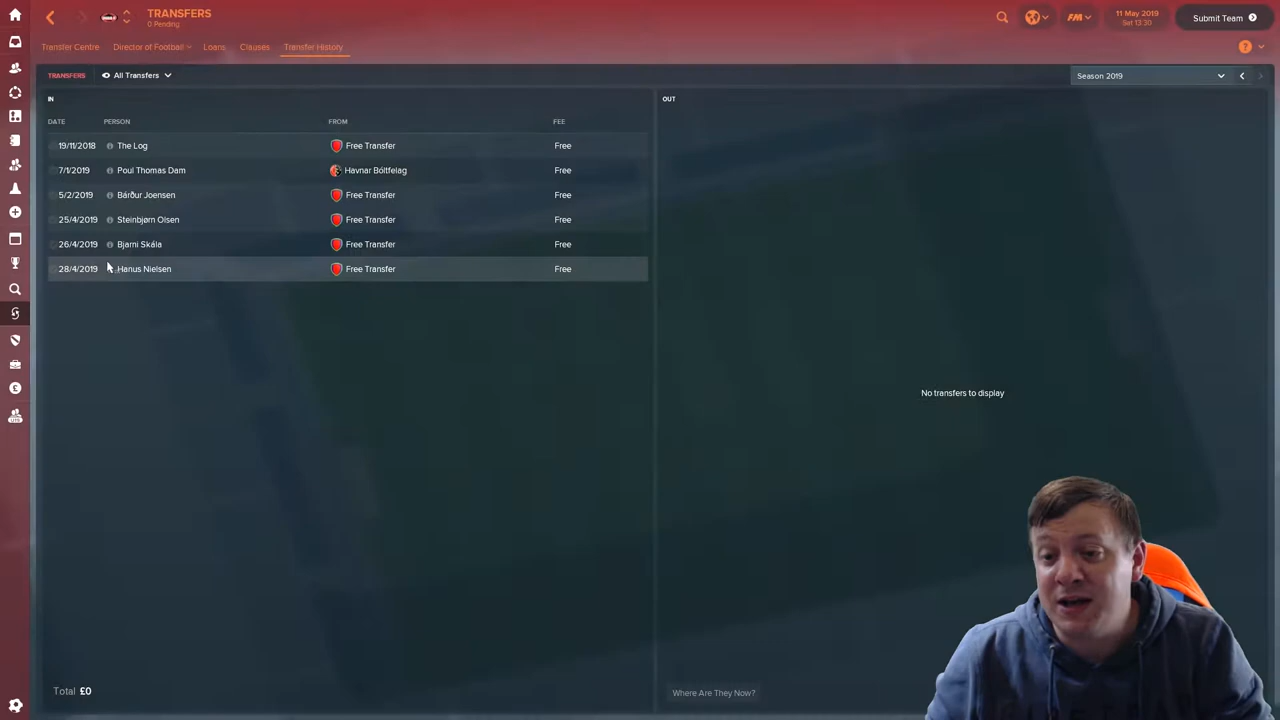 TRANSFERS
0 Pending
FM
11 May 2019
Sat 13:30
Submit Team
Transfer Centre
Director of Football
Loans
Clauses
Transfer History
?
TRANSFERS
All Transfers
Season 2019
IN
OUT
DATE PERSON FROM FEE
19/11/2018 The Log Free Transfer Free
7/1/2019 Poul Thomas Dam Havnar Bóltfelag Free
5/2/2019 Bárður Joensen Free Transfer Free
25/4/2019 Steinbjørn Olsen Free Transfer Free
26/4/2019 Bjarni Skála Free Transfer Free
28/4/2019 Hanus Nielsen Free Transfer Free
No transfers to display
Total £0
Where Are They Now?